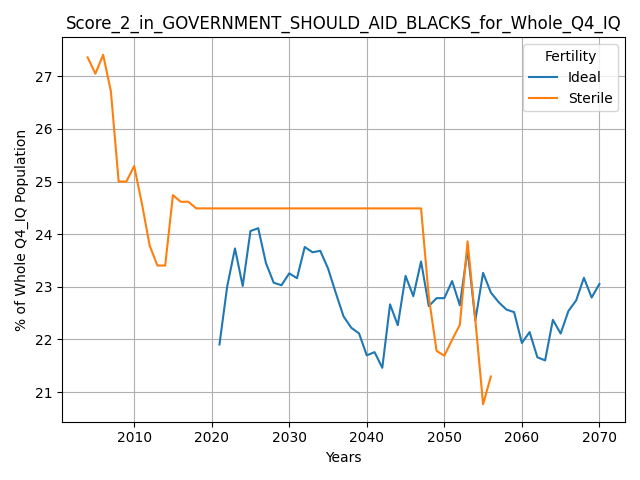 Score_2_in_GOVERNMENT_SHOULD_AID_BLACKS_for_Whole_Q4_IQ
Fertility
Ideal
Sterile
% of Whole Q4_IQ Population
27
26
25
24
23
22
21
2010 2020 2030 2040 2050 2060 2070
Years